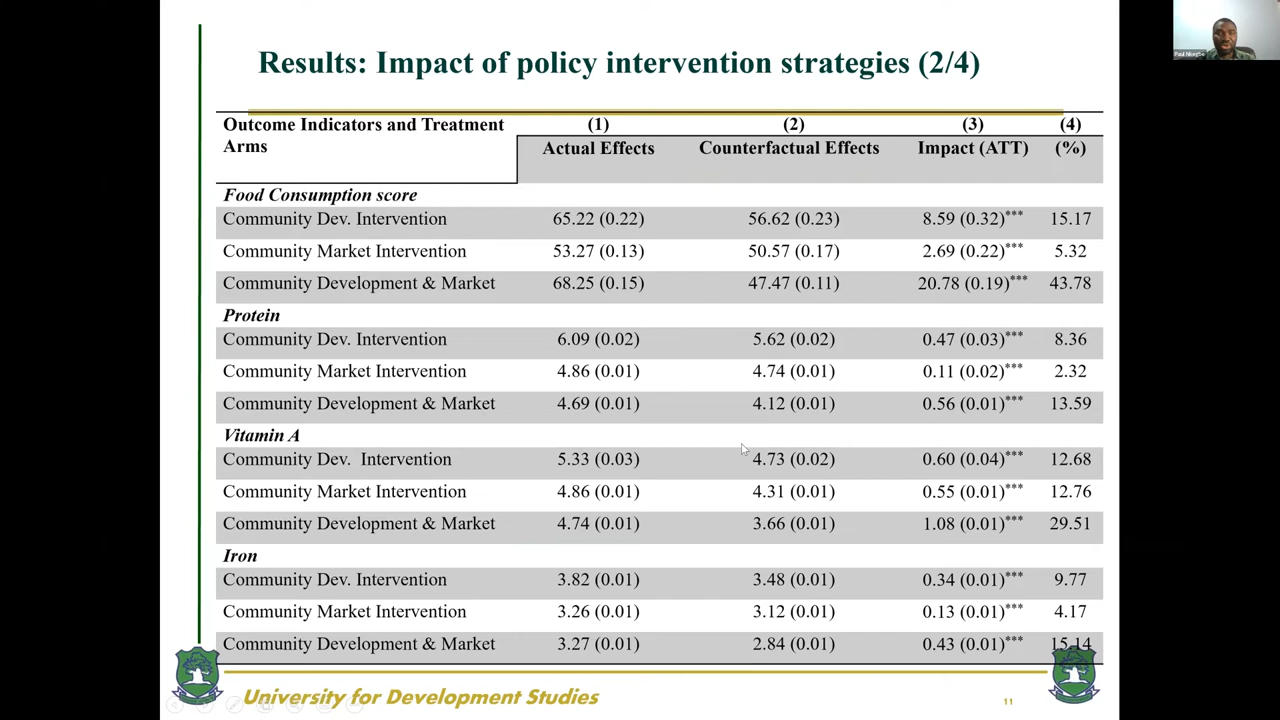 Results: Impact of policy intervention strategies (2/4)
Paul Nkegbe
Outcome Indicators and Treatment Arms (1) (2) (3) (4)
Actual Effects Counterfactual Effects Impact (ATT) (%)
Food Consumption score
Community Dev. Intervention 65.22 (0.22) 56.62 (0.23) 8.59 (0.32)*** 15.17
Community Market Intervention 53.27 (0.13) 50.57 (0.17) 2.69 (0.22)*** 5.32
Community Development & Market 68.25 (0.15) 47.47 (0.11) 20.78 (0.19)*** 43.78
Protein
Community Dev. Intervention 6.09 (0.02) 5.62 (0.02) 0.47 (0.03)*** 8.36
Community Market Intervention 4.86 (0.01) 4.74 (0.01) 0.11 (0.02)*** 2.32
Community Development & Market 4.69 (0.01) 4.12 (0.01) 0.56 (0.01)*** 13.59
Vitamin A
Community Dev. Intervention 5.33 (0.03) 4.73 (0.02) 0.60 (0.04)*** 12.68
Community Market Intervention 4.86 (0.01) 4.31 (0.01) 0.55 (0.01)*** 12.76
Community Development & Market 4.74 (0.01) 3.66 (0.01) 1.08 (0.01)*** 29.51
Iron
Community Dev. Intervention 3.82 (0.01) 3.48 (0.01) 0.34 (0.01)*** 9.77
Community Market Intervention 3.26 (0.01) 3.12 (0.01) 0.13 (0.01)*** 4.17
Community Development & Market 3.27 (0.01) 2.84 (0.01) 0.43 (0.01)*** 15.14
University for Development Studies
11